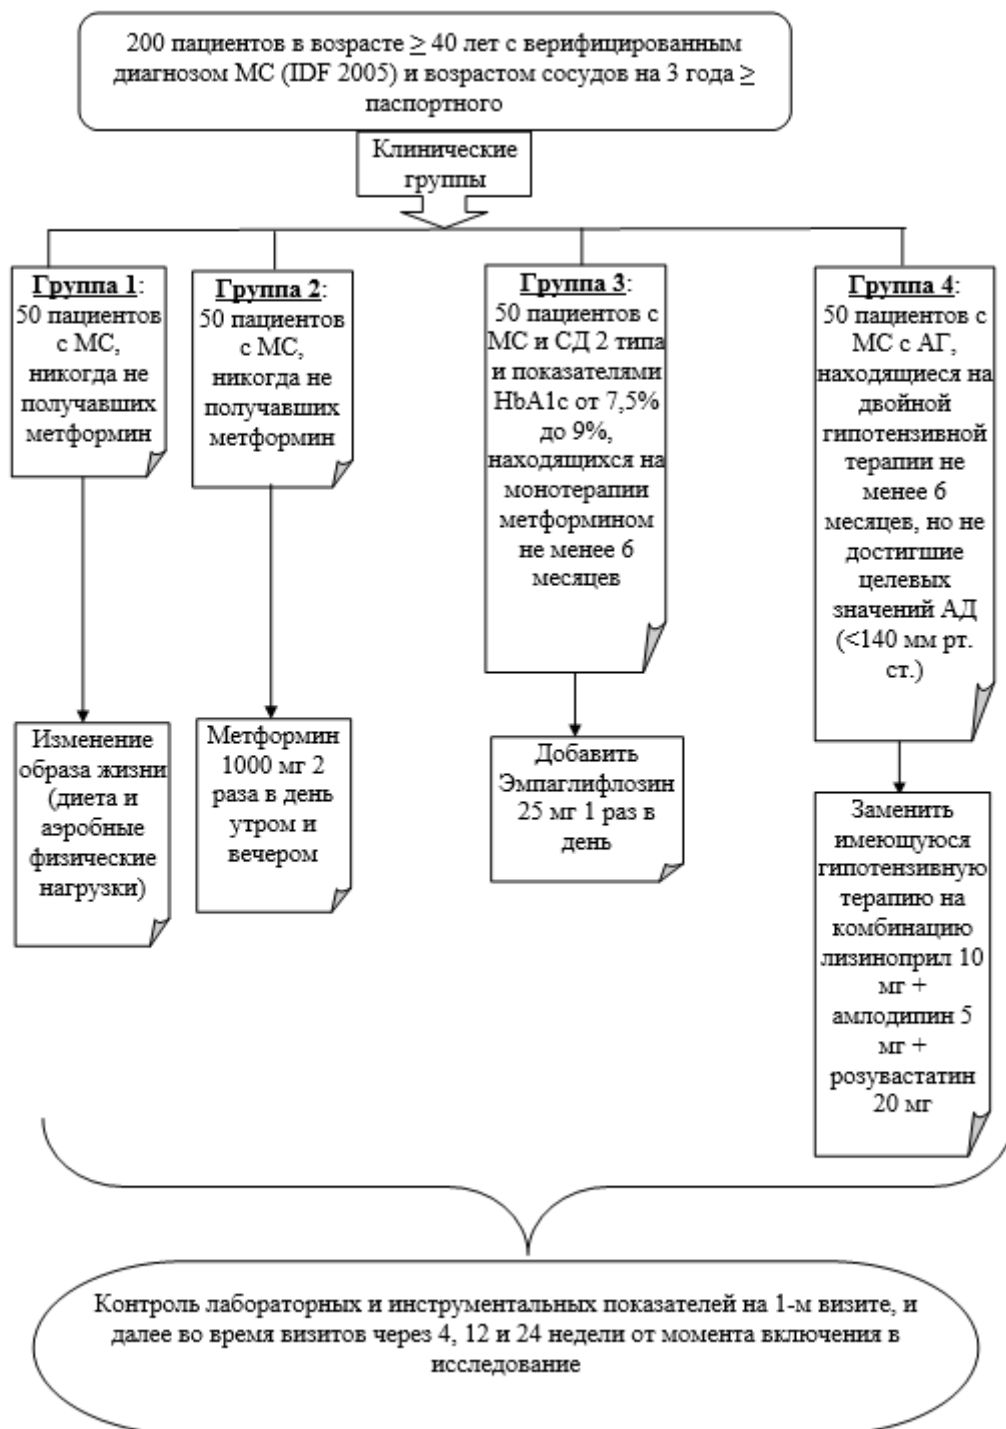 200 пациентов в возрасте ≥ 40 лет с верифицированным
диагнозом МС (IDF 2005) и возрастом сосудов на 3 года ≥
паспортного
Клинические
группы
Группа 1:
50 пациентов
с МС,
никогда не
получавших
метформин
Группа 2:
50 пациентов
с МС,
никогда не
получавших
метформин
Группа 3:
50 пациентов с
МС и СД 2 типа
и показателями
HbA1c от 7,5%
до 9%,
находящихся на
монотерапии
метформином
не менее 6
месяцев
Группа 4:
50 пациентов с
МС с АГ,
находящиеся на
двойной
гипотензивной
терапии не
менее 6
месяцев, но не
достигшие
целевых
значений АД
(<140 мм рт.
ст.)
Изменение
образа жизни
(диета и
аэробные
физические
нагрузки)
Метформин
1000 мг 2
раза в день
утром и
вечером
Добавить
Эмпаглифлозин
25 мг 1 раз в
день
Заменить
имеющуюся
гипотензивную
терапию на
комбинацию
лизиноприл 10
мг +
амлодипин 5
мг +
розувастатин
20 мг
Контроль лабораторных и инструментальных показателей на 1-м визите, и
далее во время визитов через 4, 12 и 24 недели от момента включения в
исследование